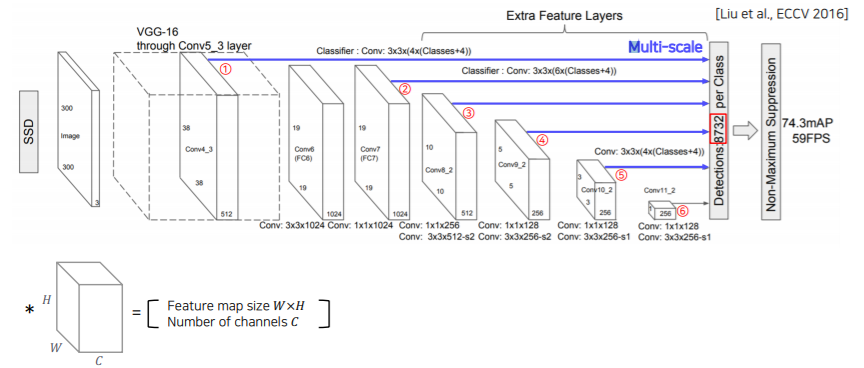 Extra Feature Layers
[Liu et al., ECCV 2016]
VGG-16
through Conv5_3 layer
Classifier : Conv: 3x3x(4x(Classes+4))
Multi-scale
Classifier : Conv: 3x3x(6x(Classes+4))
Conv: 3x3x(4x(Classes+4))
SSD
300
Image
300
3
①
38
Conv4_3
38
512
19
Conv6
(FC6)
19
1024
②
19
Conv7
(FC7)
19
1024
③
10
Conv8_2
10
512
④
5
Conv9_2
5
256
⑤
3
Conv10_2
3
256
Conv11_2
1
256
⑥
Detections:8732 per Class
Non-Maximum Suppression
74.3mAP
59FPS
Conv: 3x3x1024
Conv: 1x1x1024
Conv: 1x1x256
Conv: 3x3x512-s2
Conv: 1x1x128
Conv: 3x3x256-s2
Conv: 1x1x128
Conv: 3x3x256-s1
Conv: 1x1x128
Conv: 3x3x256-s1
*
H
W
C
=
[ Feature map size W×H
Number of channels C ]